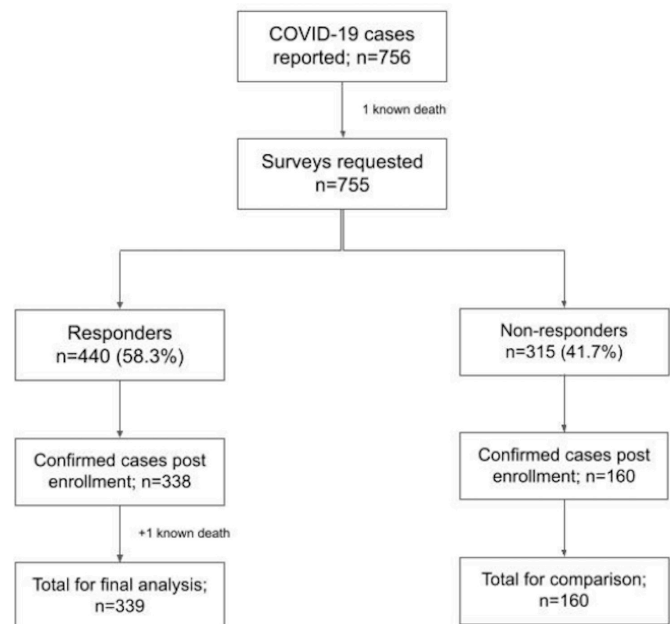 COVID-19 cases
reported; n=756
1 known death
Surveys requested
n=755
Responders
n=440 (58.3%)
Non-responders
n=315 (41.7%)
Confirmed cases post
enrollment; n=338
Confirmed cases post
enrollment; n=160
+1 known death
Total for final analysis;
n=339
Total for comparison;
n=160